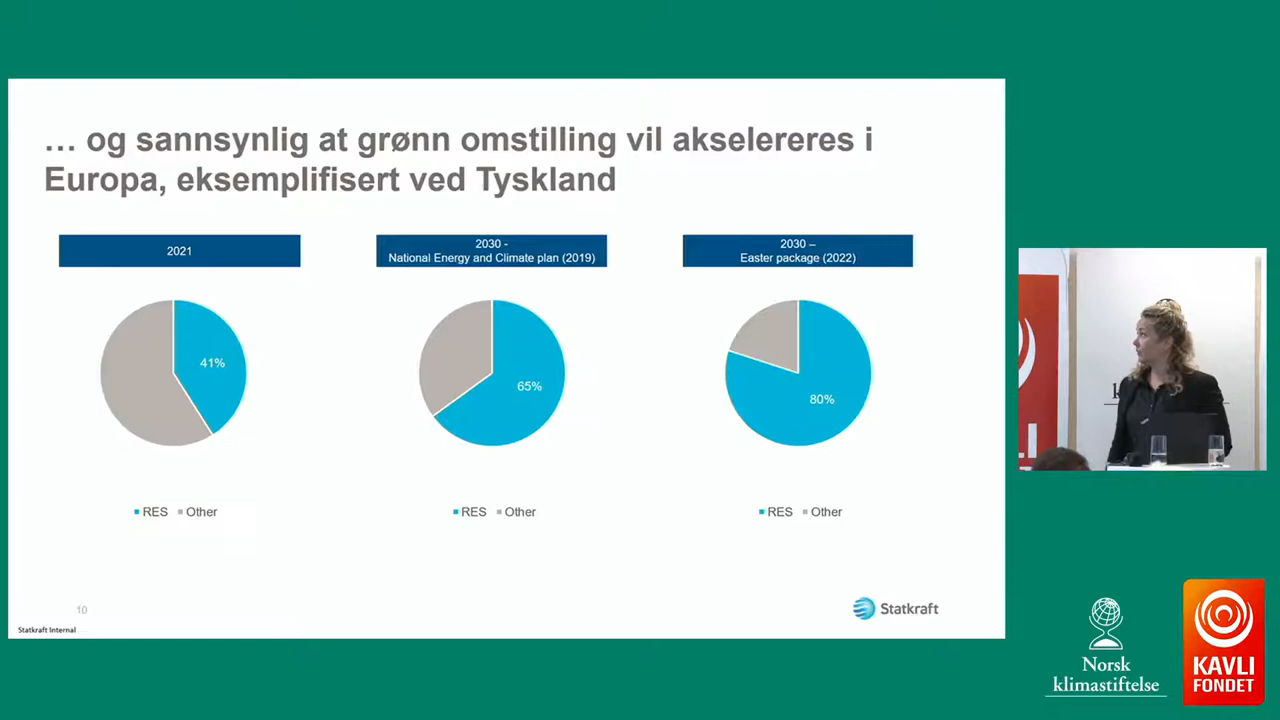 … og sannsynlig at grønn omstilling vil akselereres i
Europa, eksemplifisert ved Tyskland
2021
2030 -
National Energy and Climate plan (2019)
2030 –
Easter package (2022)
41%
65%
80%
RES Other
RES Other
RES Other
10
Statkraft
Statkraft Internal
Norsk
klimastiftelse
KAVLI
FONDET